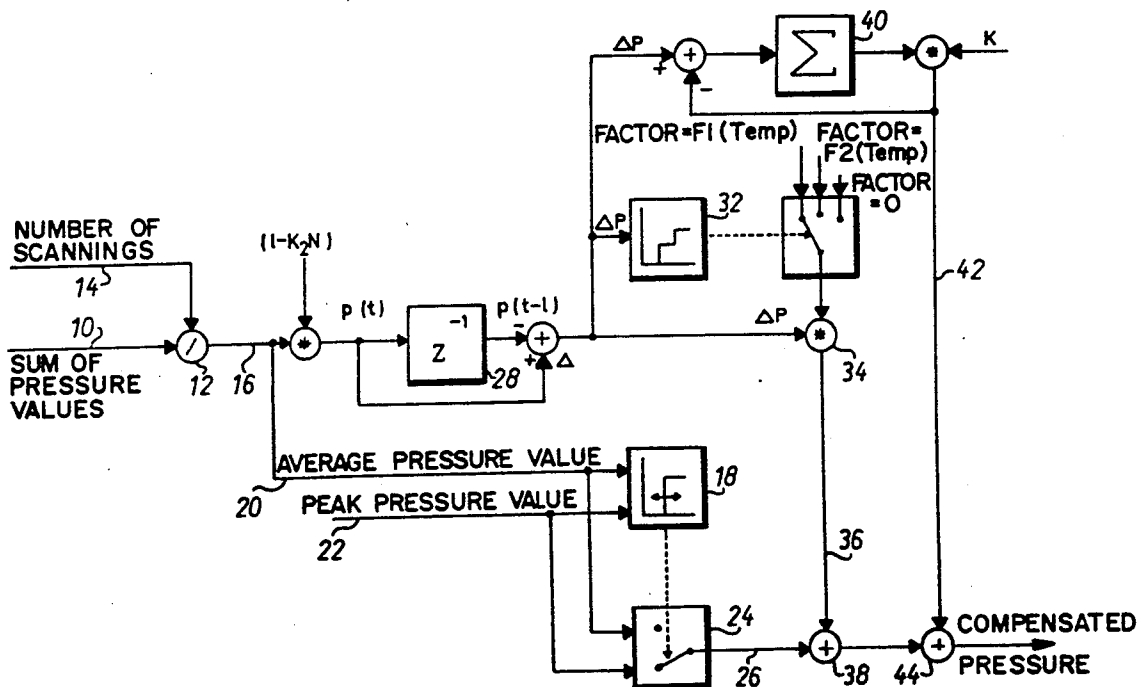 40
ΔP
+
+
Σ
*
K
-
FACTOR=F1(Temp)
FACTOR=
F2(Temp)
FACTOR
=0
32
ΔP
NUMBER OF
SCANNINGS
14
(1-K₂N)
42
p(t)
p(t-1)
-1
Z
28
-
+
+
Δ
ΔP
*
34
10
SUM OF
PRESSURE
VALUES
/
12
16
*
AVERAGE PRESSURE VALUE
20
18
PEAK PRESSURE VALUE
22
36
24
26
+
38
+
44
COMPENSATED
PRESSURE